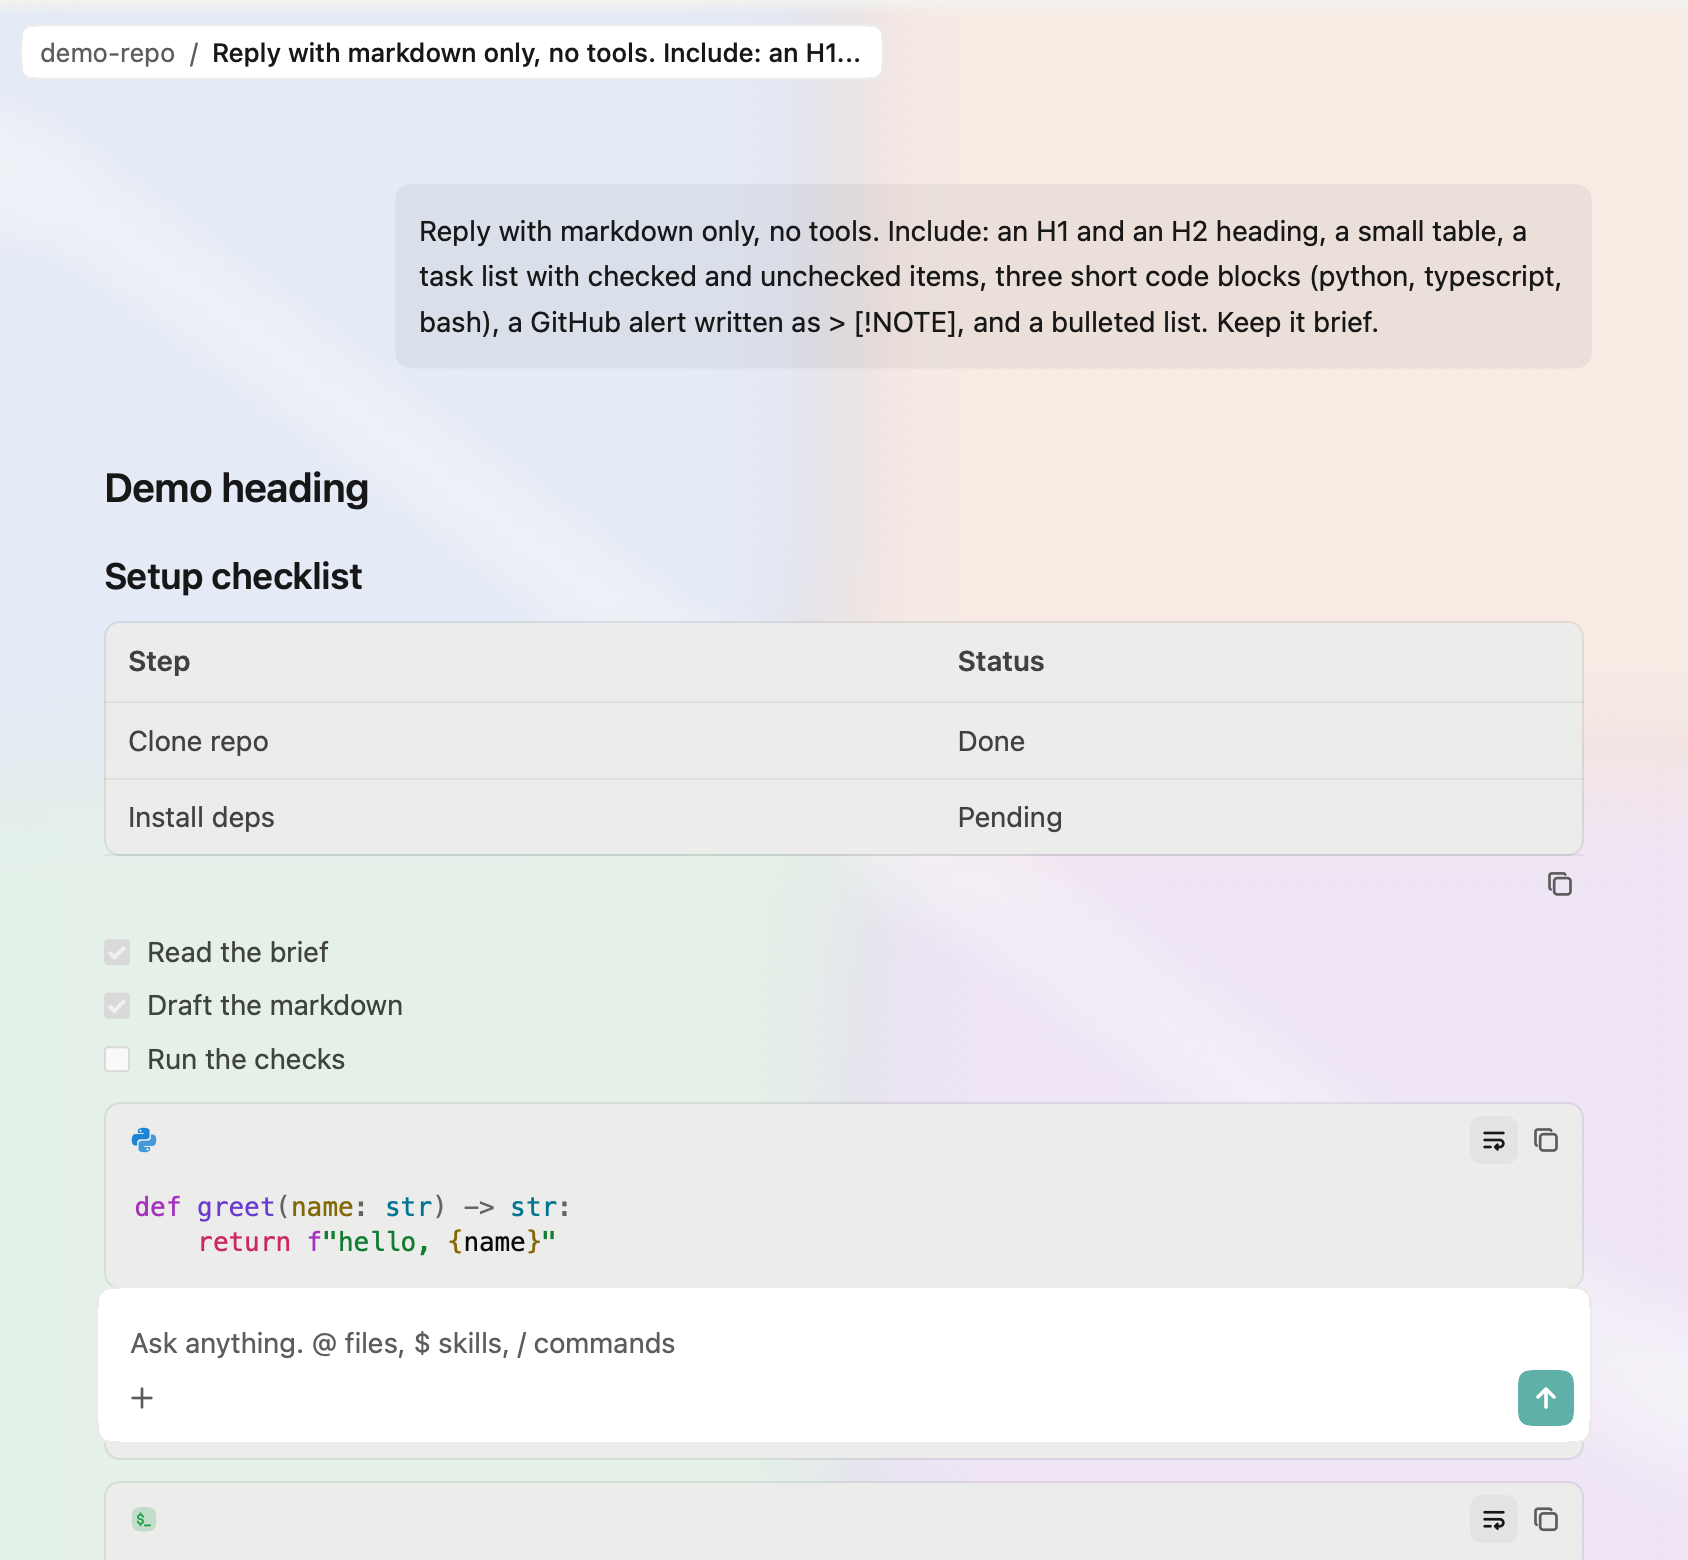 demo-repo / Reply with markdown only, no tools. Include: an H1...
Reply with markdown only, no tools. Include: an H1 and an H2 heading, a small table, a
task list with checked and unchecked items, three short code blocks (python, typescript,
bash), a GitHub alert written as > [!NOTE], and a bulleted list. Keep it brief.
Demo heading
Setup checklist
Step Status
Clone repo Done
Install deps Pending
Read the brief
Draft the markdown
Run the checks
def greet(name: str) -> str:
    return f"hello, {name}"
Ask anything. @ files, $ skills, / commands
$_